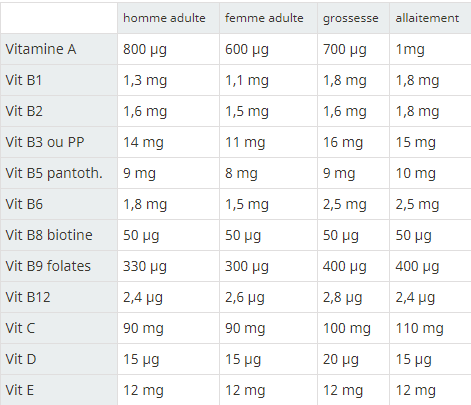 homme adulte femme adulte grossesse allaitement
Vitamine A 800 µg 600 µg 700 µg 1mg
Vit B1 1,3 mg 1,1 mg 1,8 mg 1,8 mg
Vit B2 1,6 mg 1,5 mg 1,6 mg 1,8 mg
Vit B3 ou PP 14 mg 11 mg 16 mg 15 mg
Vit B5 pantoth. 9 mg 8 mg 9 mg 10 mg
Vit B6 1,8 mg 1,5 mg 2,5 mg 2,5 mg
Vit B8 biotine 50 µg 50 µg 50 µg 50 µg
Vit B9 folates 330 µg 300 µg 400 µg 400 µg
Vit B12 2,4 µg 2,6 µg 2,8 µg 2,4 µg
Vit C 90 mg 90 mg 100 mg 110 mg
Vit D 15 µg 15 µg 20 µg 15 µg
Vit E 12 mg 12 mg 12 mg 12 mg